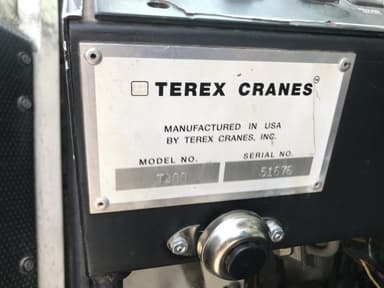 TEREX CRANES
MANUFACTURED IN USA
BY TEREX CRANES, INC.
MODEL NO. SERIAL NO.
51676